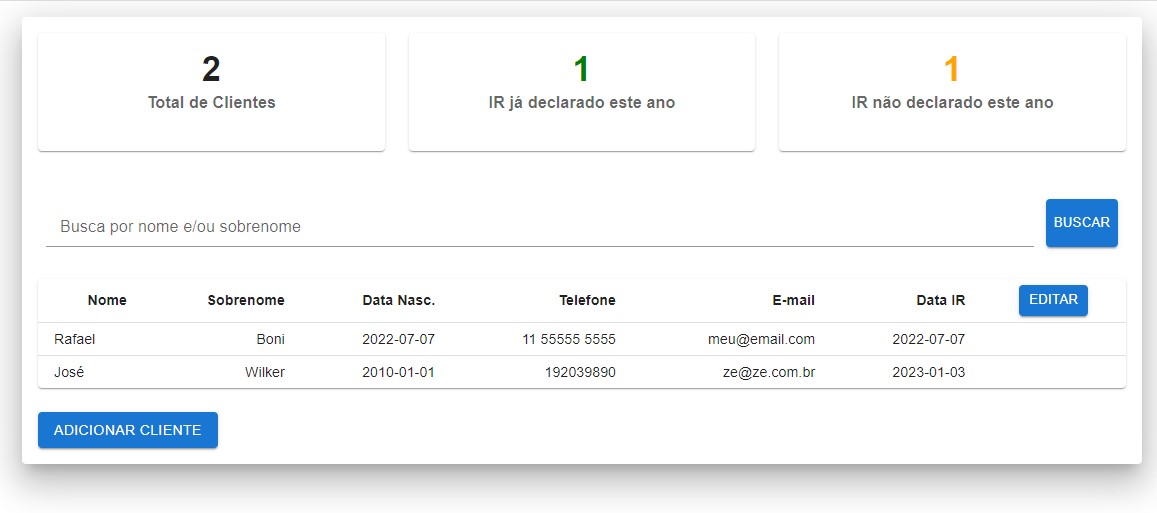 2
Total de Clientes
1
IR já declarado este ano
1
IR não declarado este ano
Busca por nome e/ou sobrenome
BUSCAR
Nome Sobrenome Data Nasc. Telefone E-mail Data IR EDITAR
Rafael Boni 2022-07-07 11 55555 5555 meu@email.com 2022-07-07
José Wilker 2010-01-01 192039890 ze@ze.com.br 2023-01-03
ADICIONAR CLIENTE